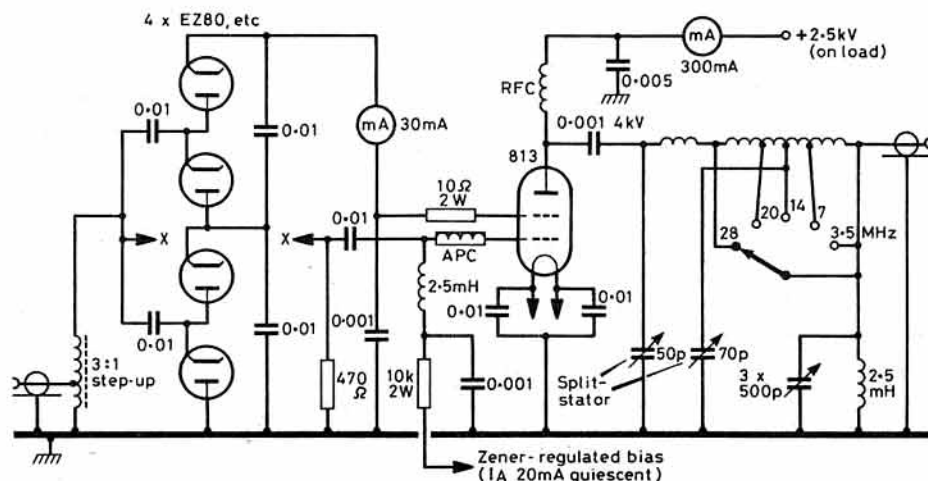 4 x EZ80, etc
+2·5kV
(on load)
mA
300mA
0·005
RFC
0·01
0·01
mA
30mA
0·001 4kV
813
10Ω
2W
0·01
20
14
7
28
3·5 MHz
X
X
APC
2·5mH
0·01
0·01
0·01
0·01
0·001
3:1
step-up
470
Ω
10k
2W
0·001
Split-
stator
50p
70p
3 x
500p
2·5
mH
Zener-regulated bias
(IA 20mA quiescent)